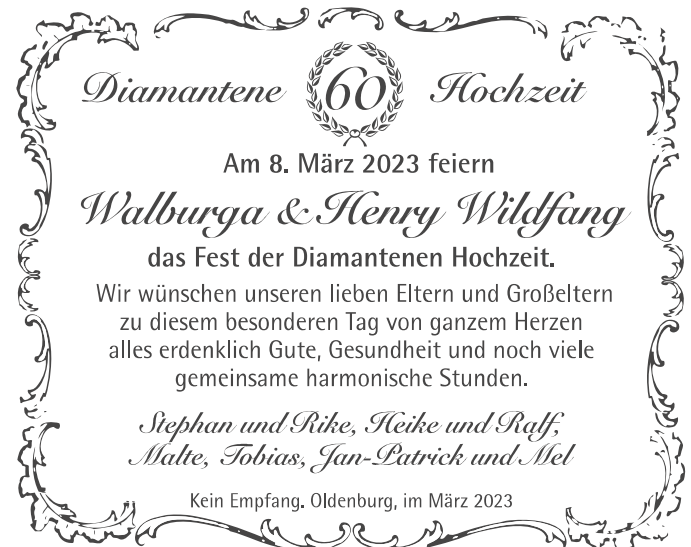 Diamantene 60 Hochzeit
Am 8. März 2023 feiern
Walburga & Henry Wildfang
das Fest der Diamantenen Hochzeit.
Wir wünschen unseren lieben Eltern und Großeltern
zu diesem besonderen Tag von ganzem Herzen
alles erdenklich Gute, Gesundheit und noch viele
gemeinsame harmonische Stunden.
Stephan und Rike, Heike und Ralf,
Malte, Tobias, Jan-Patrick und Mel
Kein Empfang. Oldenburg, im März 2023